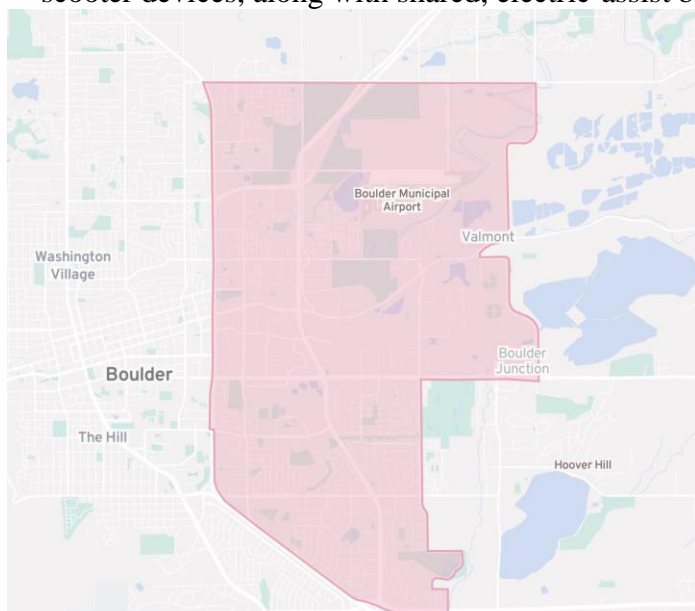 scooter devices, along with shared, electric-assist
Boulder Municipal
Airport
Valmont
Washington
Village
Boulder
Junction
Boulder
The Hill
Hoover Hill